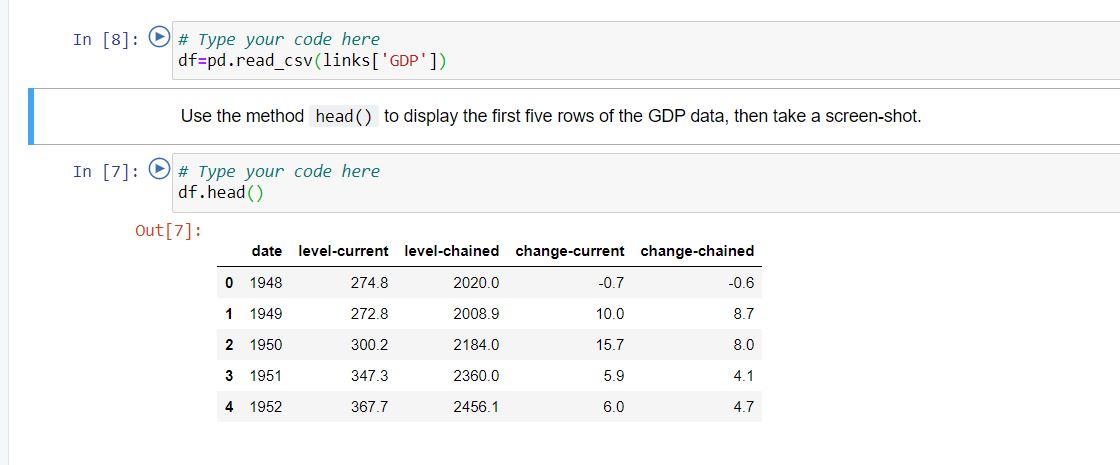 In [8]: # Type your code here
df=pd.read_csv(links['GDP'])
Use the method head() to display the first five rows of the GDP data, then take a screen-shot.
In [7]: # Type your code here
df.head()
Out[7]:
date level-current level-chained change-current change-chained
0 1948 274.8 2020.0 -0.7 -0.6
1 1949 272.8 2008.9 10.0 8.7
2 1950 300.2 2184.0 15.7 8.0
3 1951 347.3 2360.0 5.9 4.1
4 1952 367.7 2456.1 6.0 4.7